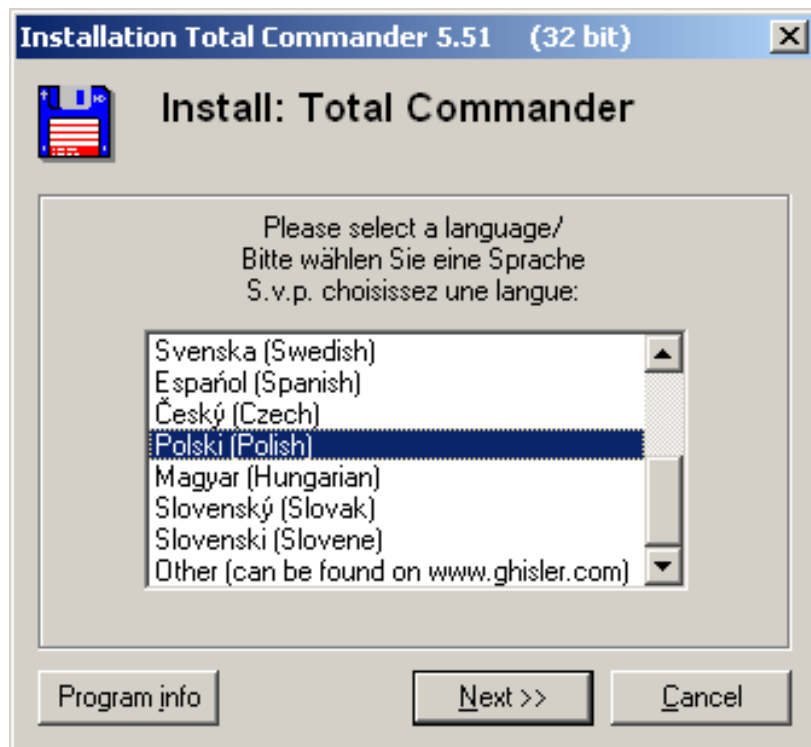 Installation Total Commander 5.51 (32 bit)
Install: Total Commander
Please select a language/
Bitte wählen Sie eine Sprache
S.v.p. choisissez une langue:
Svenska (Swedish)
Espańol (Spanish)
Český (Czech)
Polski (Polish)
Magyar (Hungarian)
Slovenský (Slovak)
Slovenski (Slovene)
Other (can be found on www.ghisler.com)
Program info
Next >>
Cancel